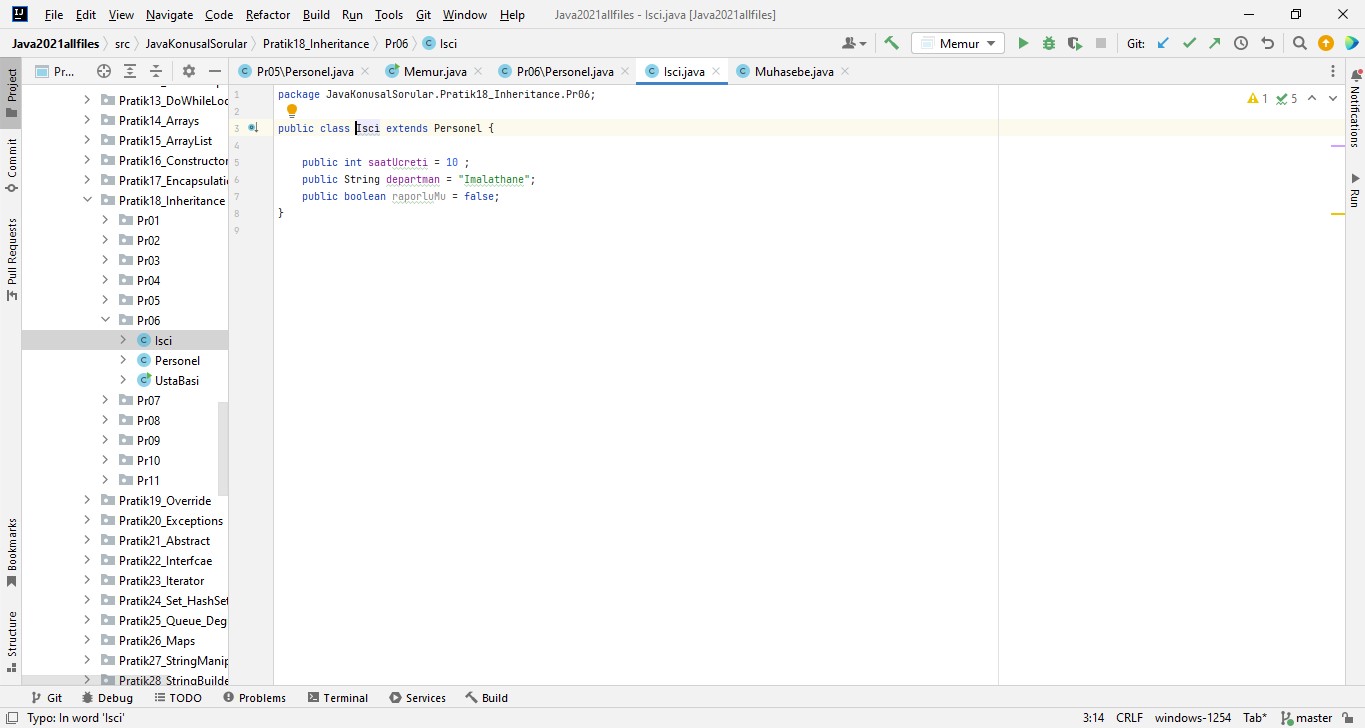 File Edit View Navigate Code Refactor Build Run Tools Git Window Help Java2021allfiles - Isci.java [Java2021allfiles]
Java2021allfiles src JavaKonusalSorular Pratik18_Inheritance Pr06 Isci Memur Git:
Pr... Pr05\Personel.java Memur.java Pr06\Personel.java Isci.java Muhasebe.java
Project
Commit
Pull Requests
Bookmarks
Structure
Pratik13_DoWhileLoo
Pratik14_Arrays
Pratik15_ArrayList
Pratik16_Constructor
Pratik17_Encapsulati
Pratik18_Inheritance
Pr01
Pr02
Pr03
Pr04
Pr05
Pr06
Isci
Personel
UstaBasi
Pr07
Pr08
Pr09
Pr10
Pr11
Pratik19_Override
Pratik20_Exceptions
Pratik21_Abstract
Pratik22_Interfcae
Pratik23_Iterator
Pratik24_Set_HashSet
Pratik25_Queue_Deq
Pratik26_Maps
Pratik27_StringManip
Pratik28_StringBuilde
1 package JavaKonusalSorular.Pratik18_Inheritance.Pr06;
2
3 public class Isci extends Personel {
4
5 public int saatUcreti = 10 ;
6 public String departman = "Imalathane";
7 public boolean raporluMu = false;
8 }
9
1 5
Notifications
Run
Git Debug TODO Problems Terminal Services Build
Typo: In word 'Isci' 3:14 CRLF windows-1254 Tab* master